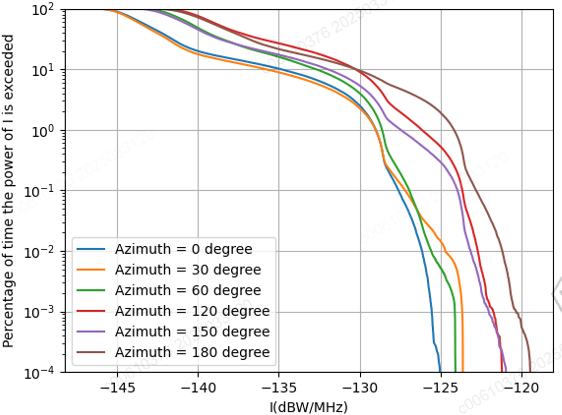 10²
10¹
10⁰
10⁻¹
10⁻²
10⁻³
10⁻⁴
Percentage of time the power of I is exceeded
Azimuth = 0 degree
Azimuth = 30 degree
Azimuth = 60 degree
Azimuth = 120 degree
Azimuth = 150 degree
Azimuth = 180 degree
−145 −140 −135 −130 −125 −120
I(dBW/MHz)